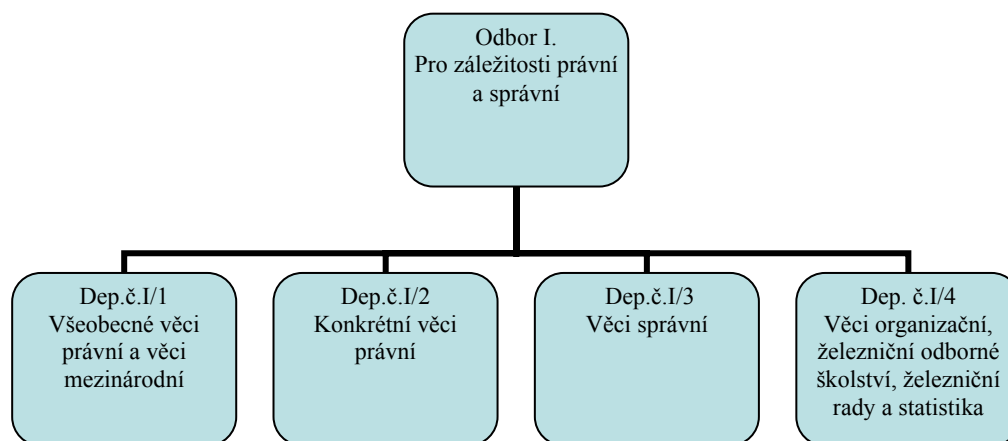 Odbor I.
Pro záležitosti právní
a správní
Dep.č.I/1
Všeobecné věci
právní a věci
mezinárodní
Dep.č.I/2
Konkrétní věci
právní
Dep.č.I/3
Věci správní
Dep. č.I/4
Věci organizační,
železniční odborné
školství, železniční
rady a statistika